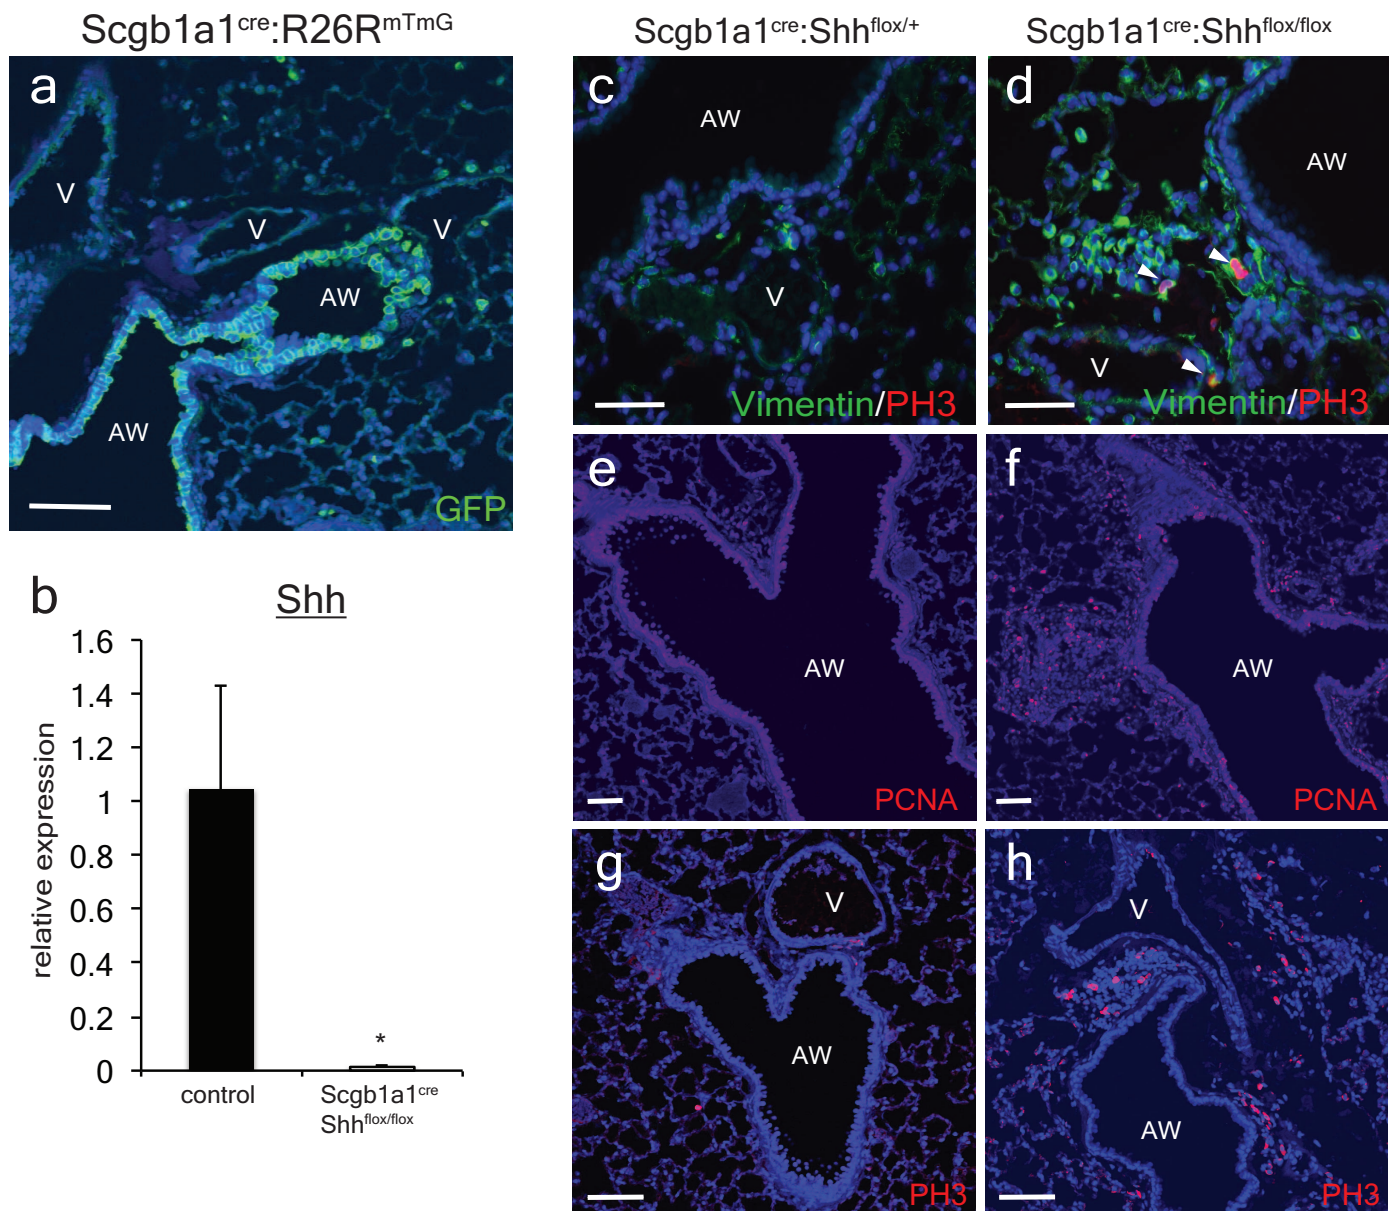 Scgb1a1cre:R26RmTmG
a
V
V
V
AW
AW
GFP
b
Shh
1.6
1.4
1.2
1
0.8
0.6
0.4
0.2
0
relative expression
*
control
Scgb1a1cre
Shhflox/flox
Scgb1a1cre:Shhflox/+
Scgb1a1cre:Shhflox/flox
c
AW
V
Vimentin/PH3
d
AW
V
Vimentin/PH3
e
AW
PCNA
f
AW
PCNA
g
V
AW
PH3
h
V
AW
PH3